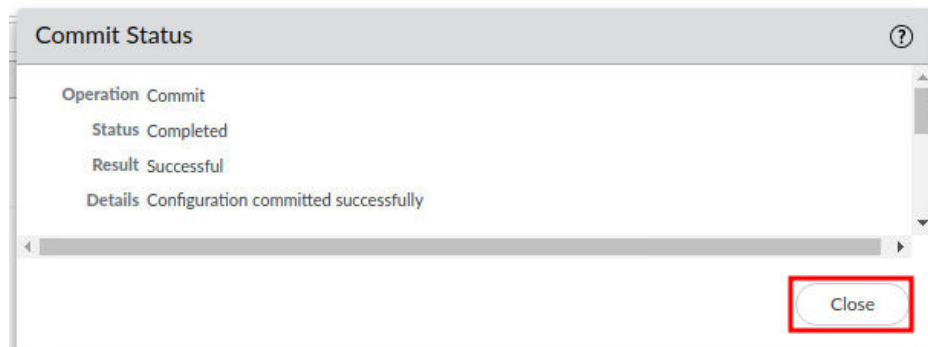 Commit Status
Operation Commit
Status Completed
Result Successful
Details Configuration committed successfully
Close